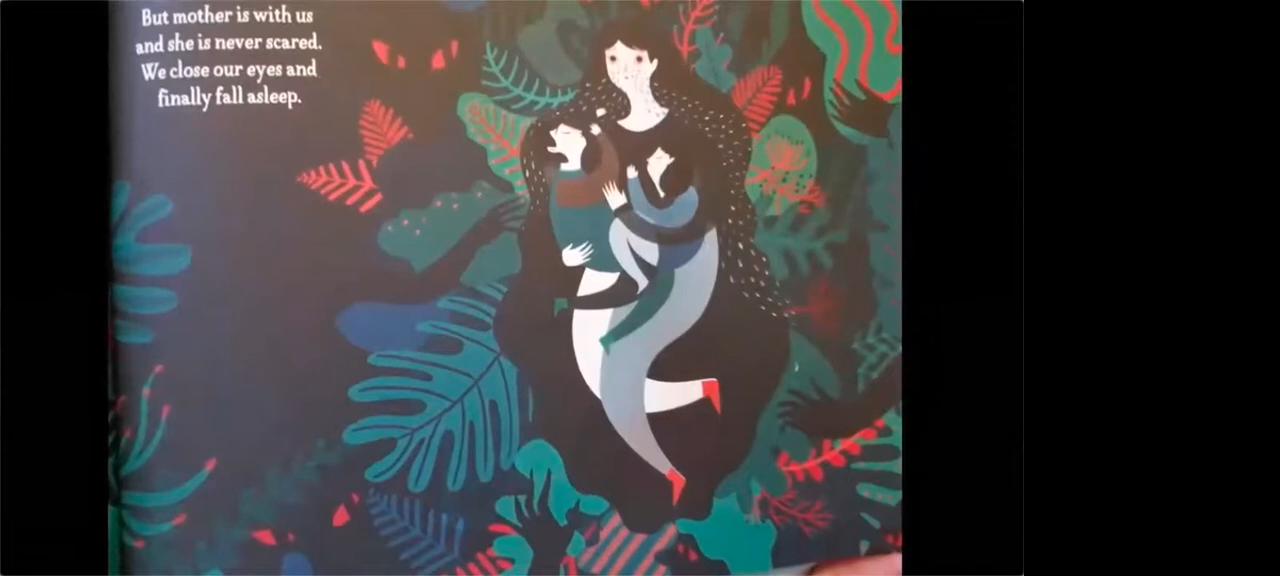 But mother is with us
and she is never scared.
We close our eyes and
finally fall asleep.